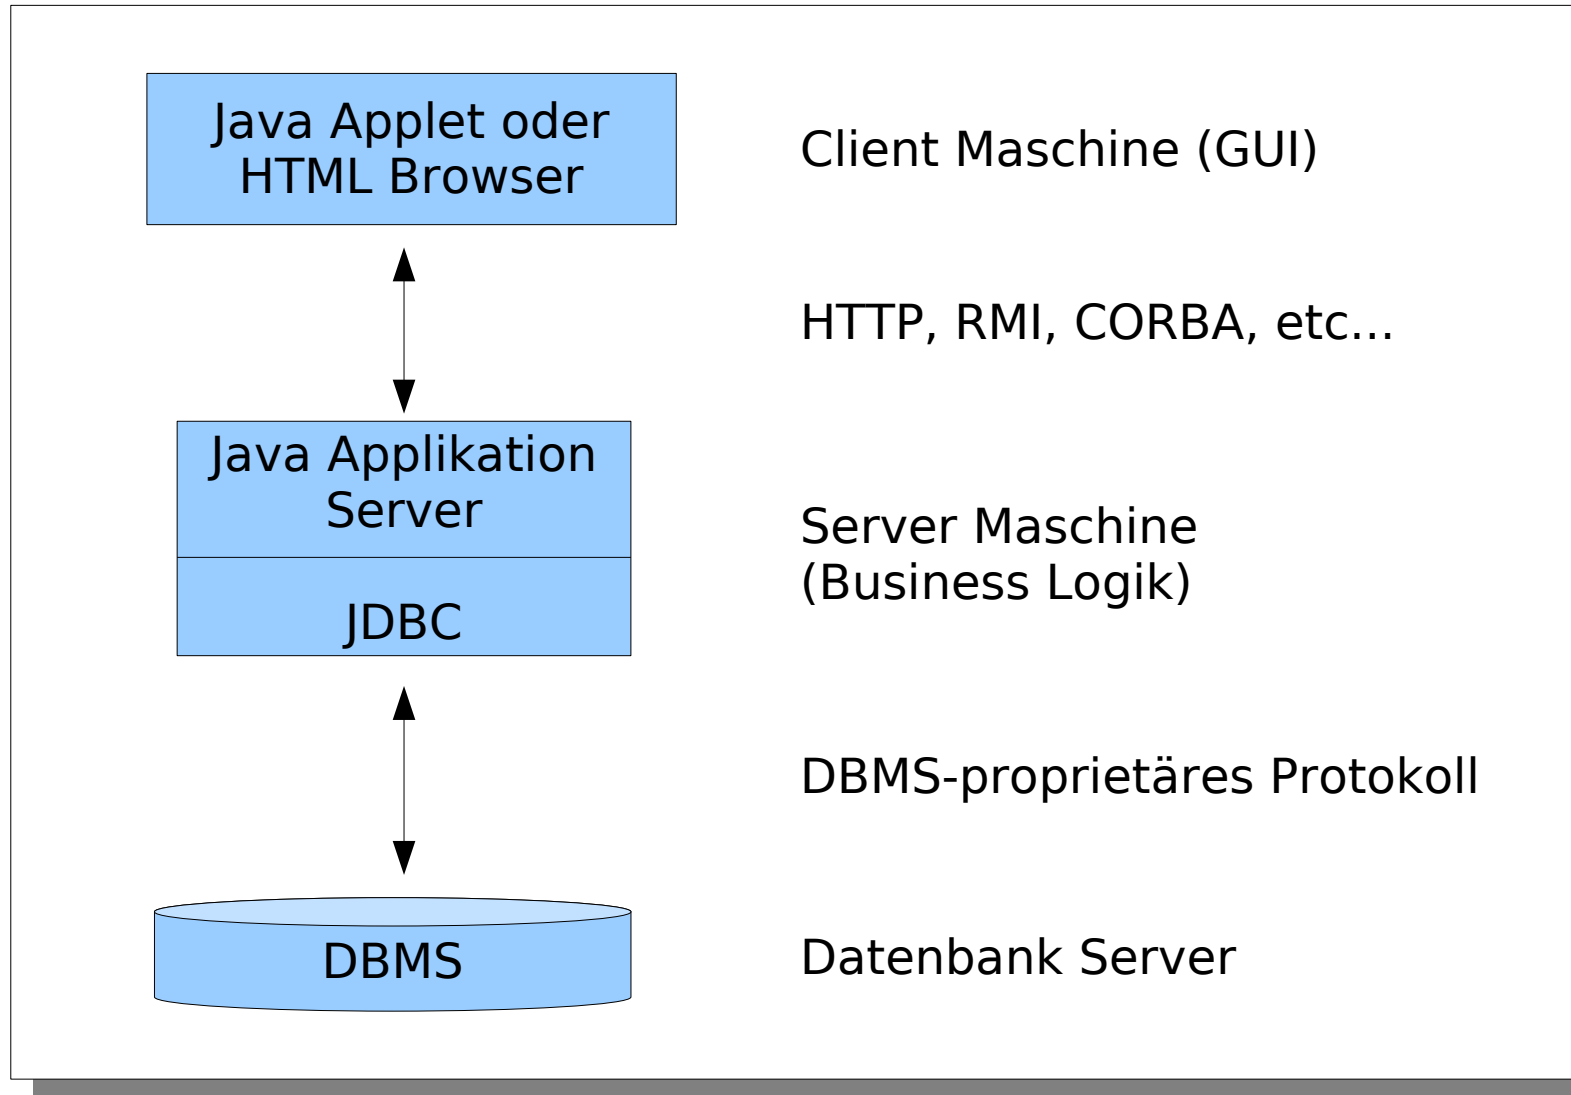 Java Applet oder
HTML Browser
Client Maschine (GUI)
HTTP, RMI, CORBA, etc...
Java Applikation
Server
JDBC
Server Maschine
(Business Logik)
DBMS-proprietäres Protokoll
DBMS
Datenbank Server